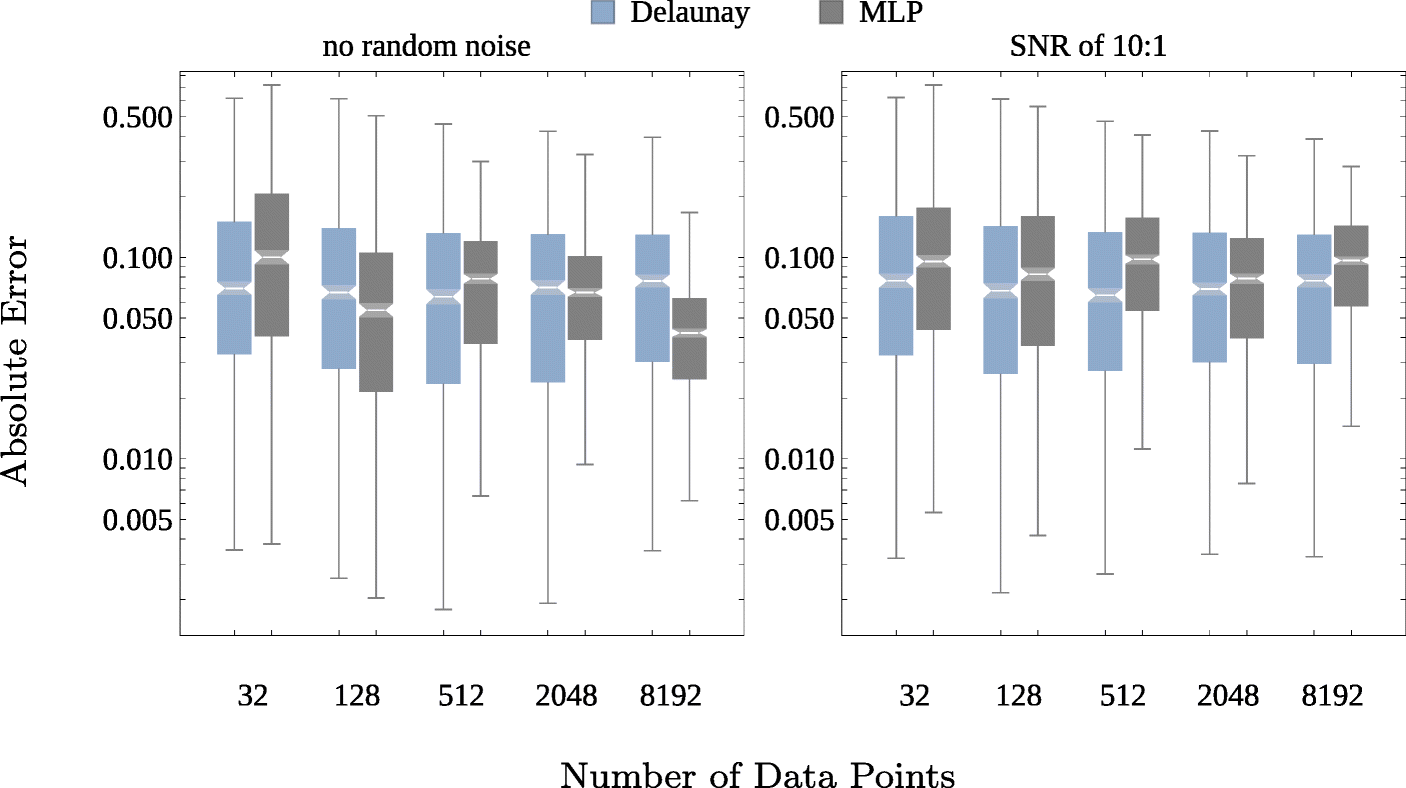 Delaunay MLP
no random noise SNR of 10:1
0.500 0.500
0.100 0.100
0.050 0.050
0.010 0.010
0.005 0.005
Absolute Error
32 128 512 2048 8192 32 128 512 2048 8192
Number of Data Points